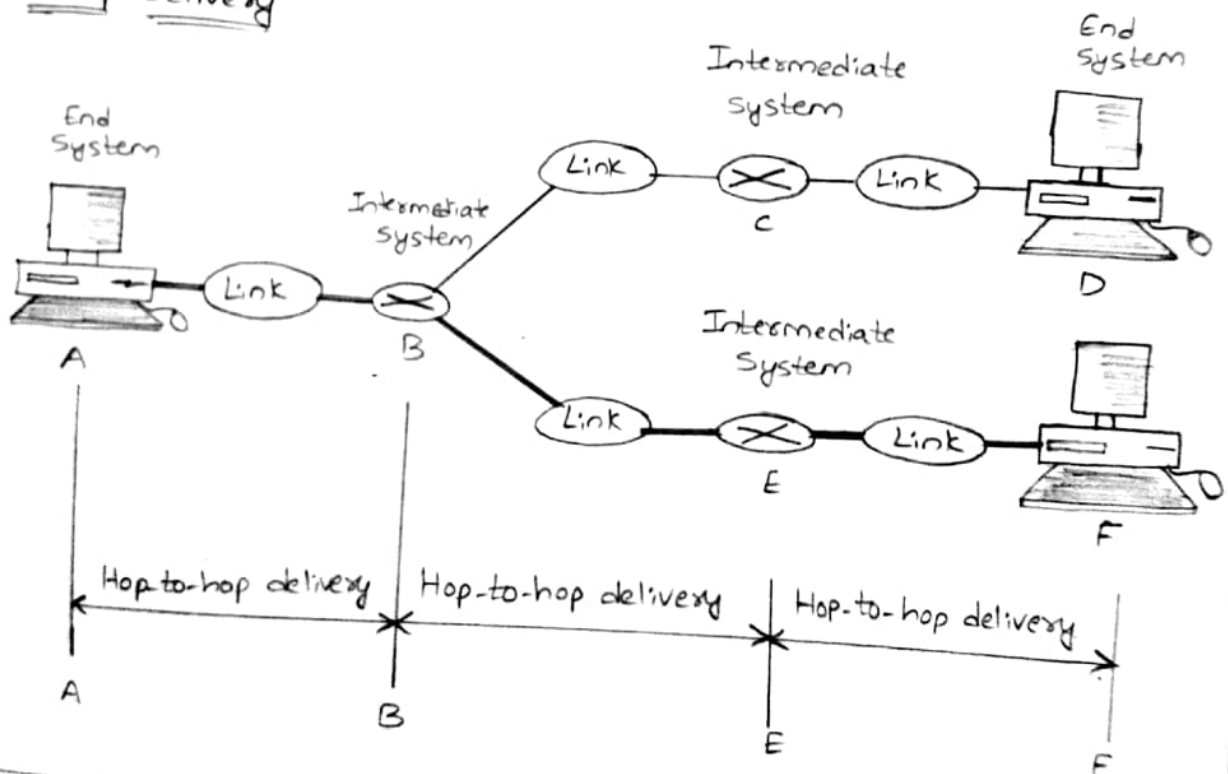 Delivery
End
System
Intermediate
System
End
System
Intermediate
System
Link
Link
Link
Link
Link
A
B
C
D
Intermediate
System
E
F
Hop-to-hop delivery
Hop-to-hop delivery
Hop-to-hop delivery
A
B
E
F